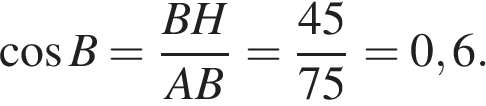 cos B = BH/AB = 45/75 = 0,6.